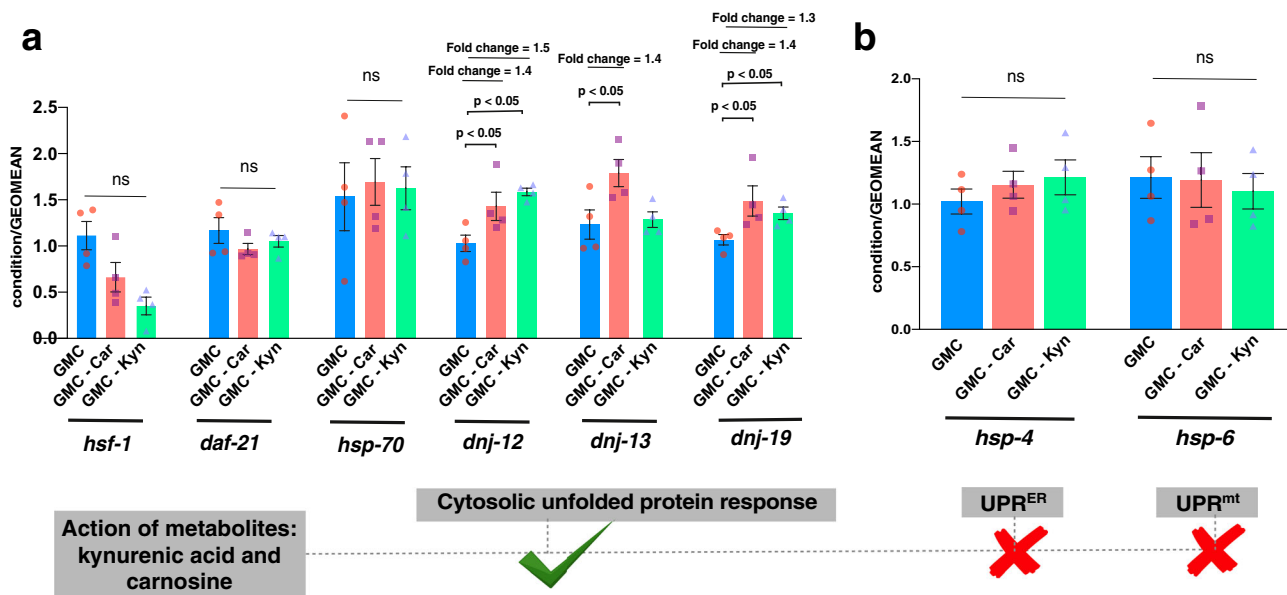 a
condition/GEOMEAN
2.5
2.0
1.5
1.0
0.5
0.0
ns
ns
ns
Fold change = 1.5
Fold change = 1.4
p < 0.05
p < 0.05
Fold change = 1.4
p < 0.05
Fold change = 1.3
Fold change = 1.4
p < 0.05
p < 0.05
GMC
GMC - Car
GMC - Kyn
GMC
GMC - Car
GMC - Kyn
GMC
GMC - Car
GMC - Kyn
GMC
GMC - Car
GMC - Kyn
GMC
GMC - Car
GMC - Kyn
GMC
GMC - Car
GMC - Kyn
hsf-1
daf-21
hsp-70
dnj-12
dnj-13
dnj-19
b
condition/GEOMEAN
2.0
1.5
1.0
0.5
0.0
ns
ns
GMC
GMC - Car
GMC - Kyn
GMC
GMC - Car
GMC - Kyn
hsp-4
hsp-6
Cytosolic unfolded protein response
UPR^ER
UPR^mt
Action of metabolites:
kynurenic acid and
carnosine